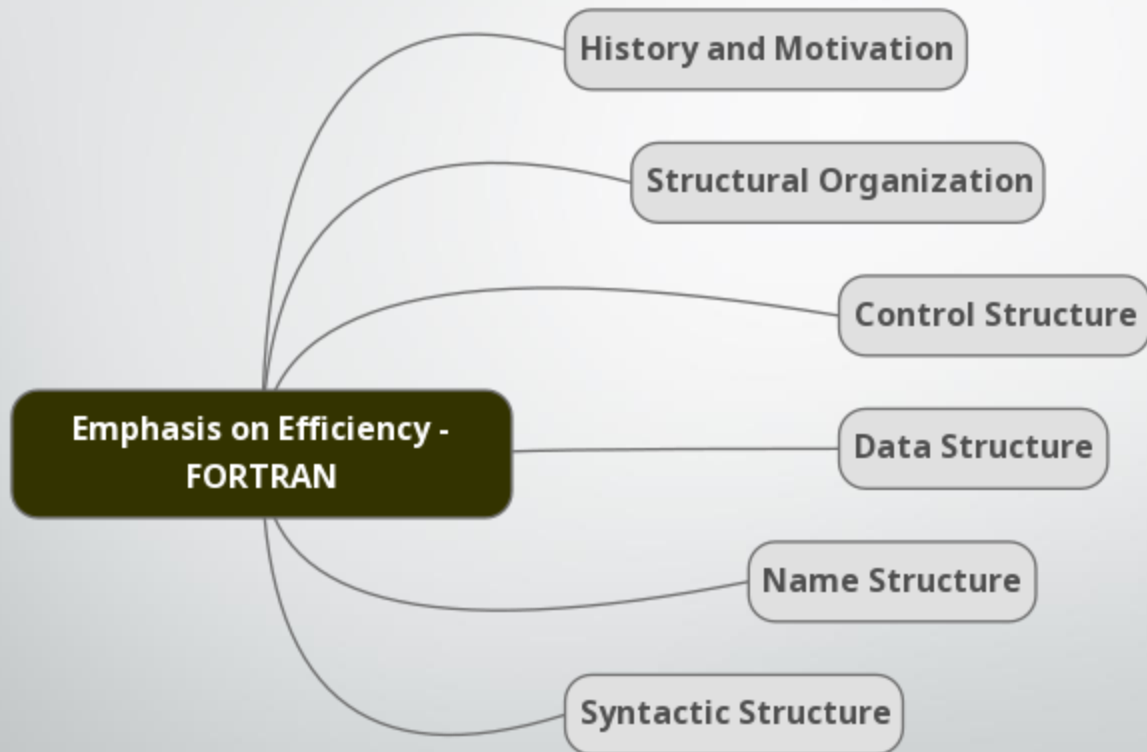 History and Motivation
Structural Organization
Control Structure
Emphasis on Efficiency -
FORTRAN
Data Structure
Name Structure
Syntactic Structure